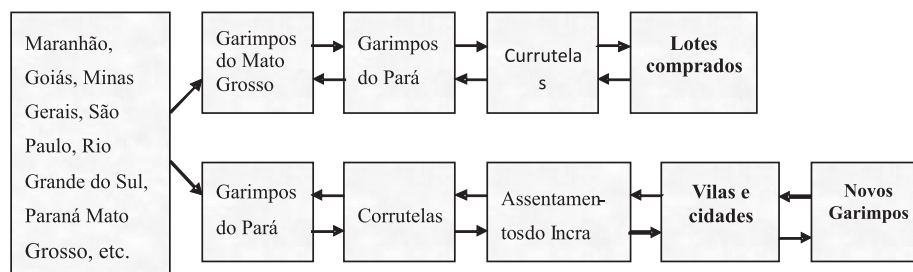 Maranhão,
Goiás, Minas
Gerais, São
Paulo, Rio
Grande do Sul,
Paraná Mato
Grosso, etc.
Garimpos
do Mato
Grosso
Garimpos
do Pará
Currutela
s
Lotes
comprados
Garimpos
do Pará
Corrutelas
Assentamen-
tosdo Incra
Vilas e
cidades
Novos
Garimpos